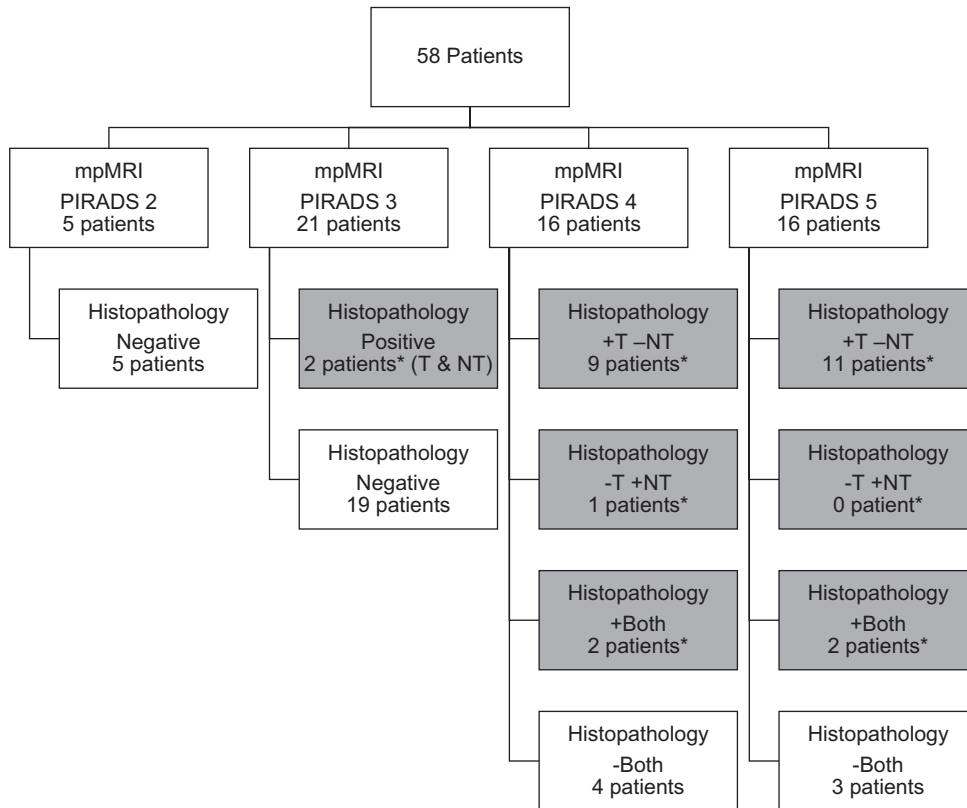 58 Patients
mpMRI
PIRADS 2
5 patients
mpMRI
PIRADS 3
21 patients
mpMRI
PIRADS 4
16 patients
mpMRI
PIRADS 5
16 patients
Histopathology
Negative
5 patients
Histopathology
Positive
2 patients* (T & NT)
Histopathology
+T –NT
9 patients*
Histopathology
+T –NT
11 patients*
Histopathology
Negative
19 patients
Histopathology
-T +NT
1 patients*
Histopathology
-T +NT
0 patient*
Histopathology
+Both
2 patients*
Histopathology
+Both
2 patients*
Histopathology
-Both
4 patients
Histopathology
-Both
3 patients